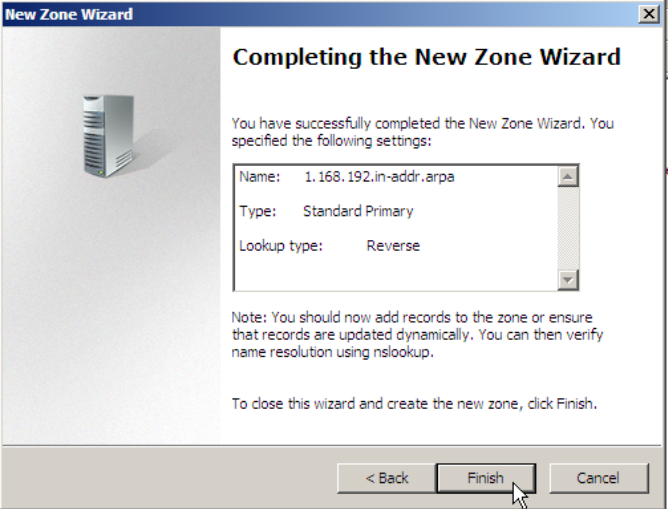 New Zone Wizard
Completing the New Zone Wizard
You have successfully completed the New Zone Wizard. You
specified the following settings:
Name: 1.168.192.in-addr.arpa
Type: Standard Primary
Lookup type: Reverse
Note: You should now add records to the zone or ensure
that records are updated dynamically. You can then verify
name resolution using nslookup.
To close this wizard and create the new zone, click Finish.
< Back Finish Cancel